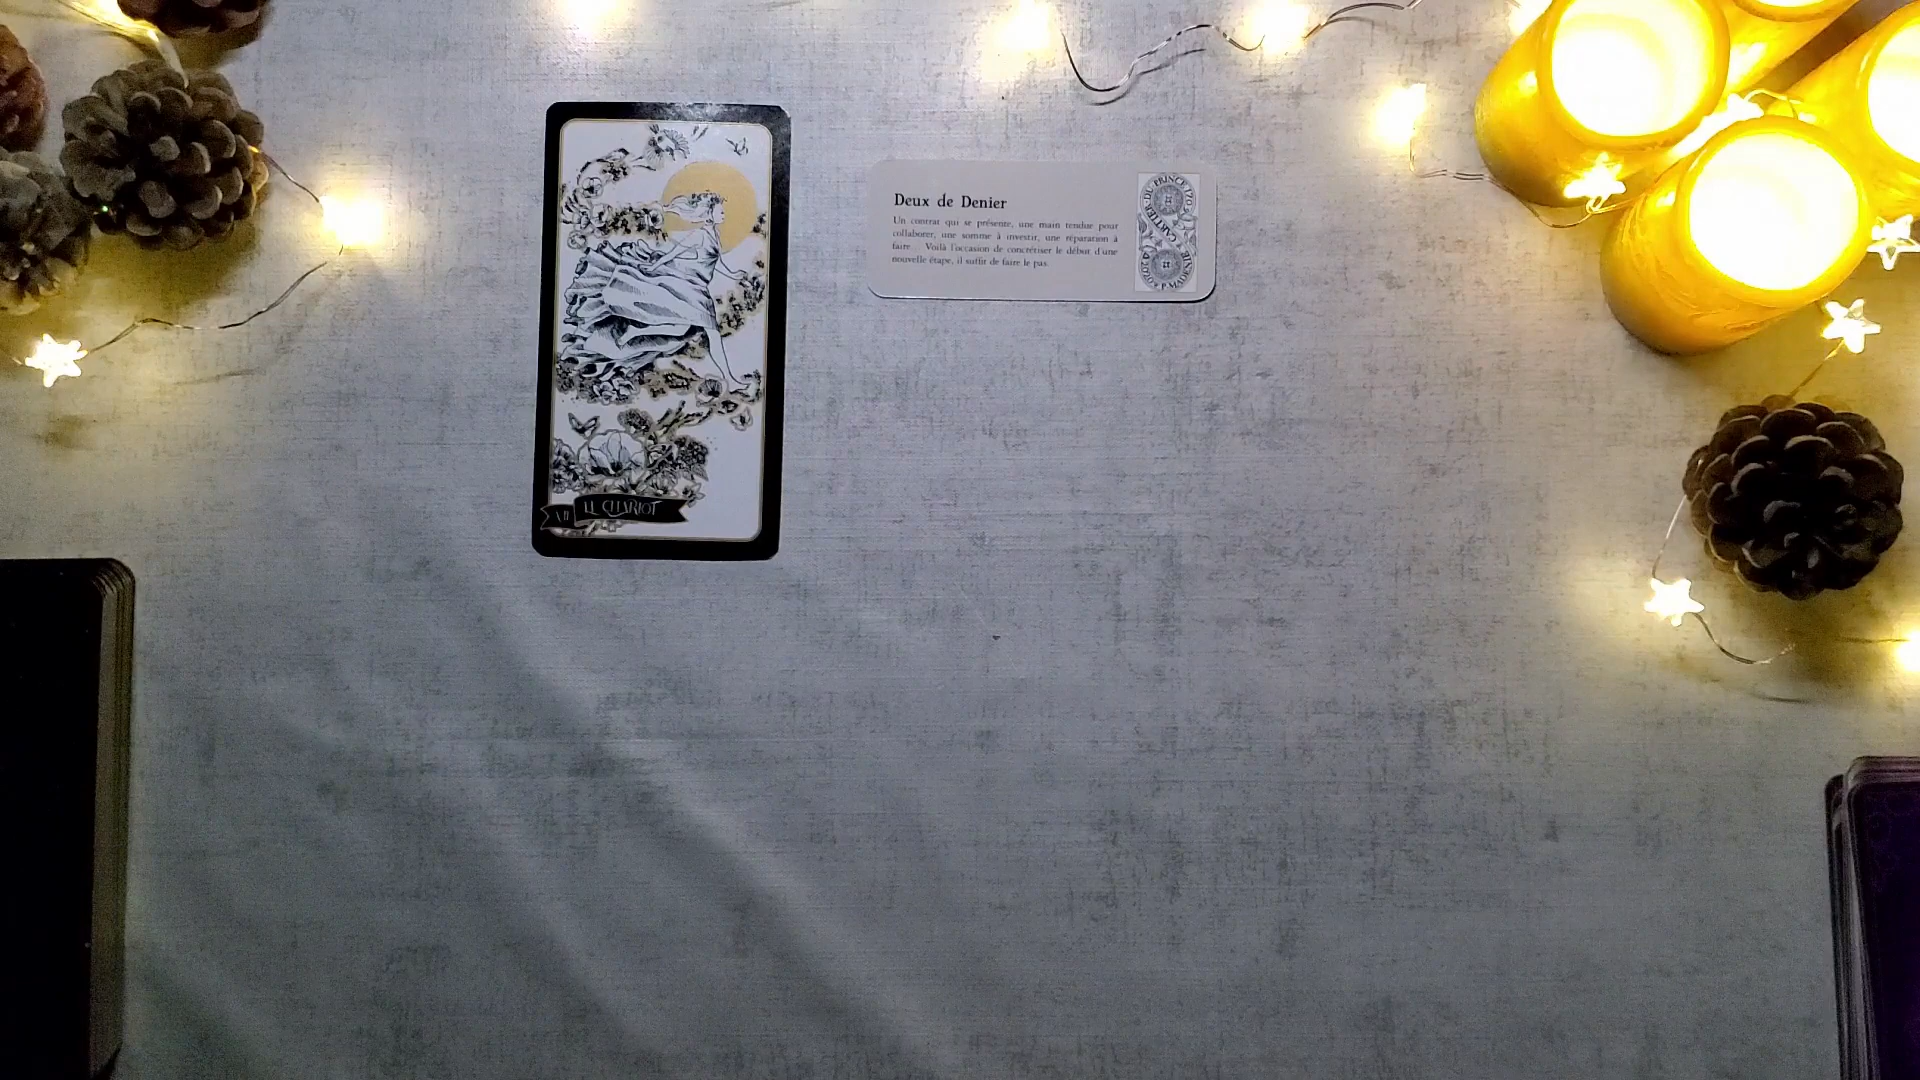 Deux de Denier
Un contrat qui se présente, une main tendue pour
collaborer, une somme à investir, une réparation à
faire... Voilà l'occasion de concrétiser le début d'une
nouvelle étape, il suffit de faire le pas.
VII LE CHARIOT